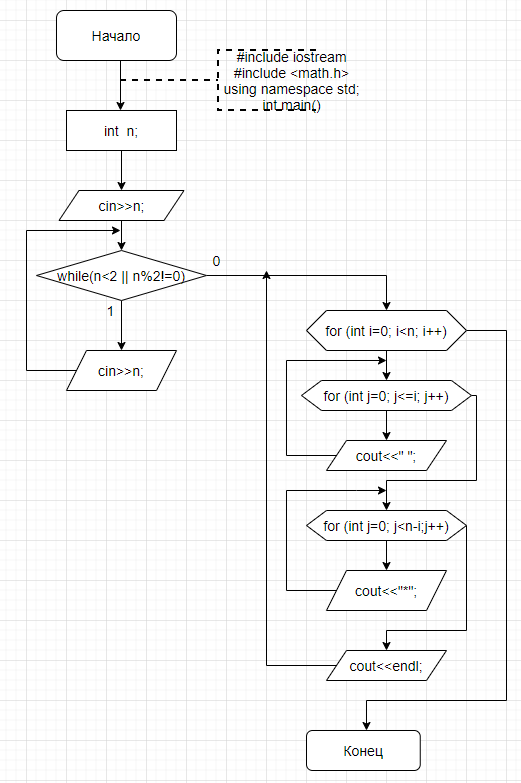 Начало
#include iostream
#include <math.h>
using namespace std;
int main()
int n;
cin>>n;
while(n<2 || n%2!=0)
0
1
cin>>n;
for (int i=0; i<n; i++)
for (int j=0; j<=i; j++)
cout<<" ";
for (int j=0; j<n-i;j++)
cout<<"*";
cout<<endl;
Конец